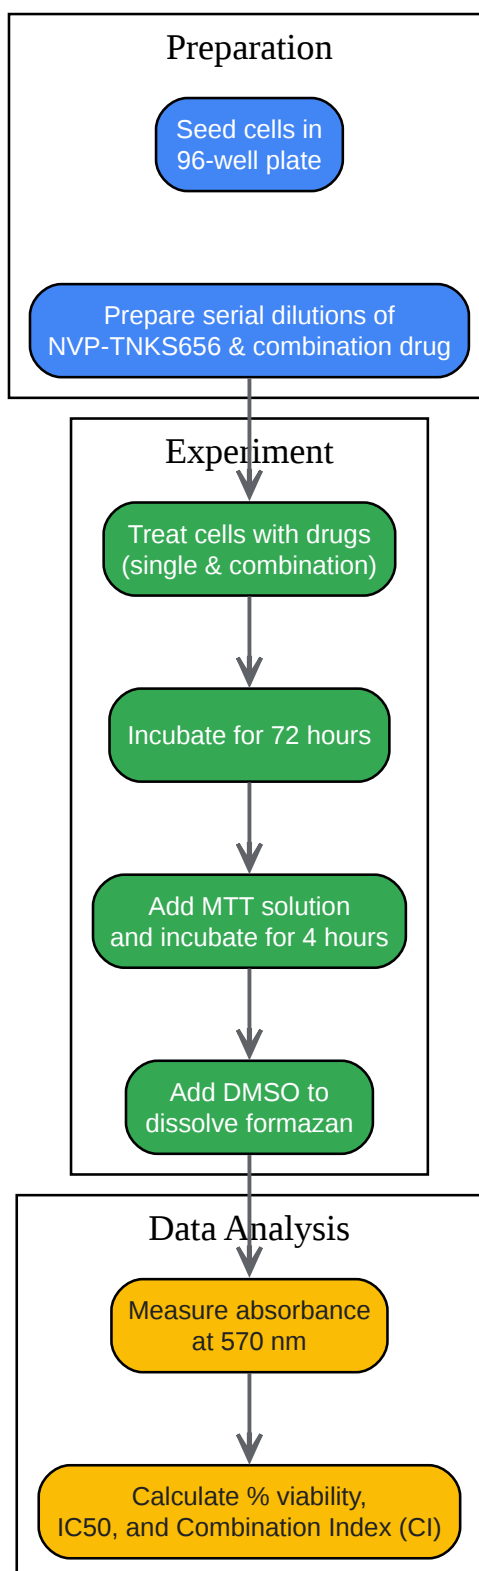 Preparation
Seed cells in
96-well plate
Prepare serial dilutions of
NVP-TNKS656 & combination drug
Experiment
Treat cells with drugs
(single & combination)
Incubate for 72 hours
Add MTT solution
and incubate for 4 hours
Add DMSO to
dissolve formazan
Data Analysis
Measure absorbance
at 570 nm
Calculate % viability,
IC50, and Combination Index (CI)